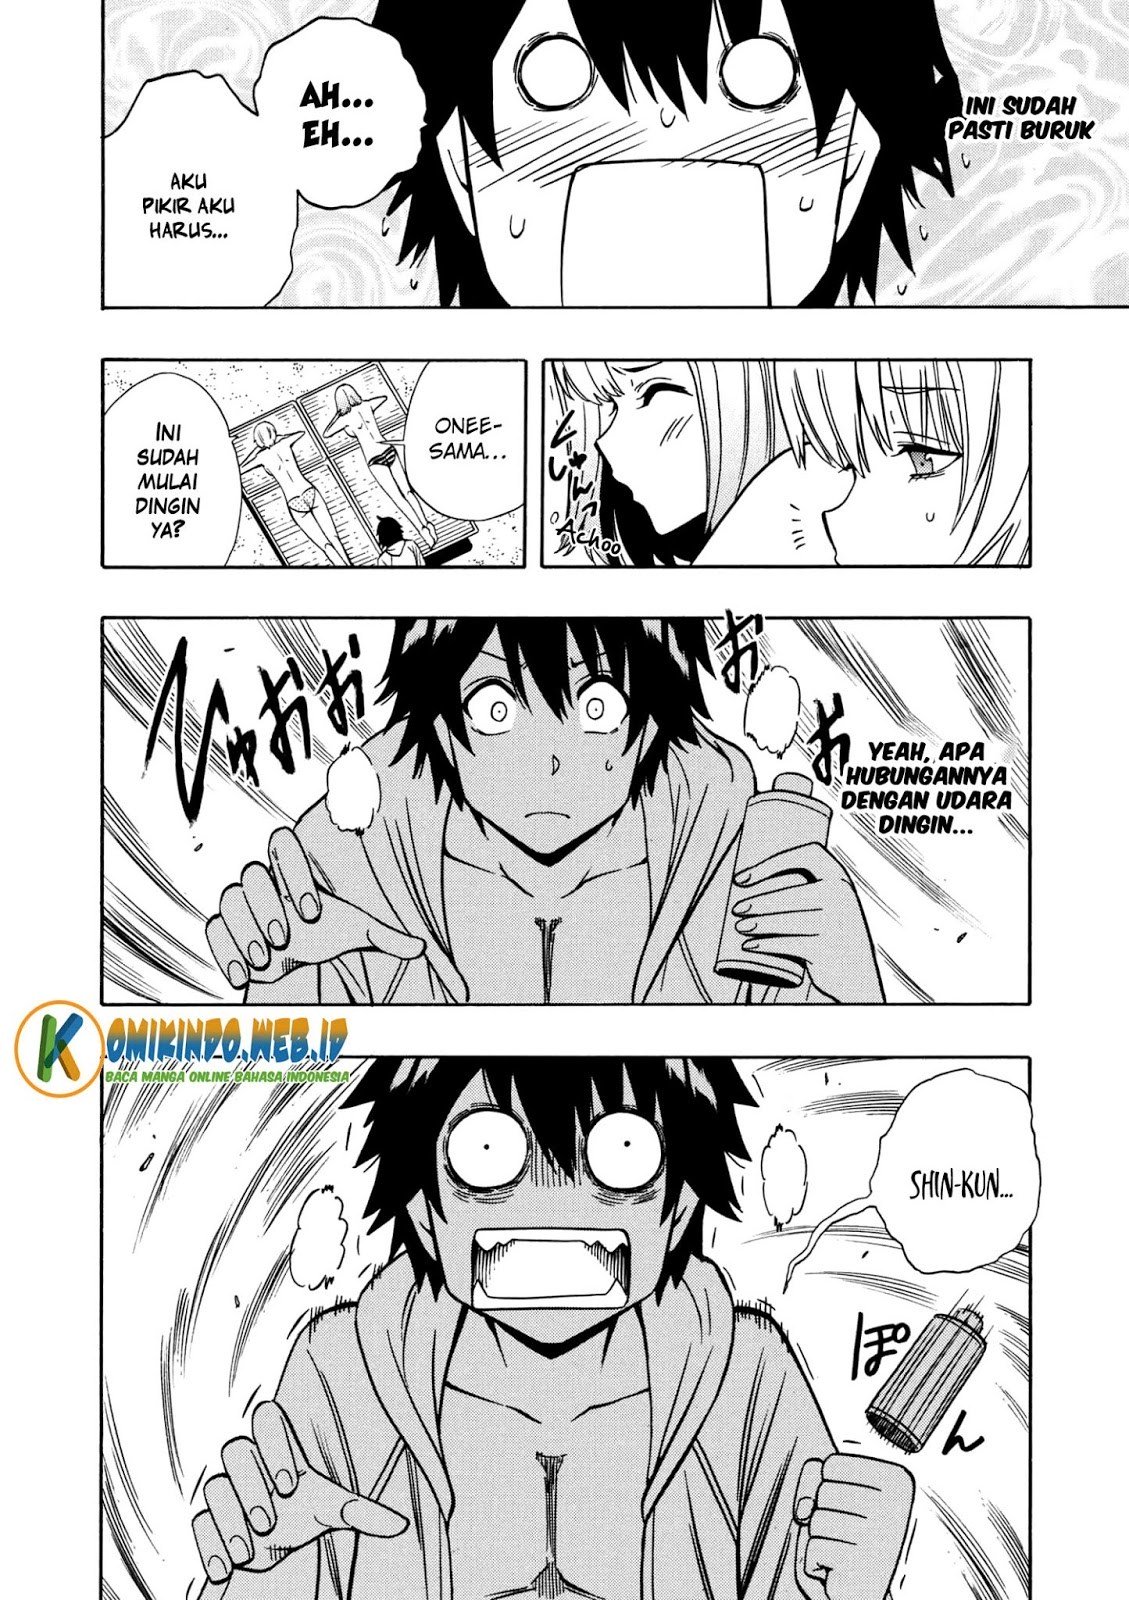 INI SUDAH
PASTI BURUK
AH...
EH...
AKU
PIKIR AKU
HARUS...
くしゅんっ
Achoo
ONEE-
SAMA...
INI
SUDAH
MULAI
DINGIN
YA?
びゅおお
おお
YEAH, APA
HUBUNGANNYA
DENGAN UDARA
DINGIN...
KOMIKINDO.WEB.ID
BACA MANGA ONLINE BAHASA INDONESIA
SHIN-KUN...
ぽん